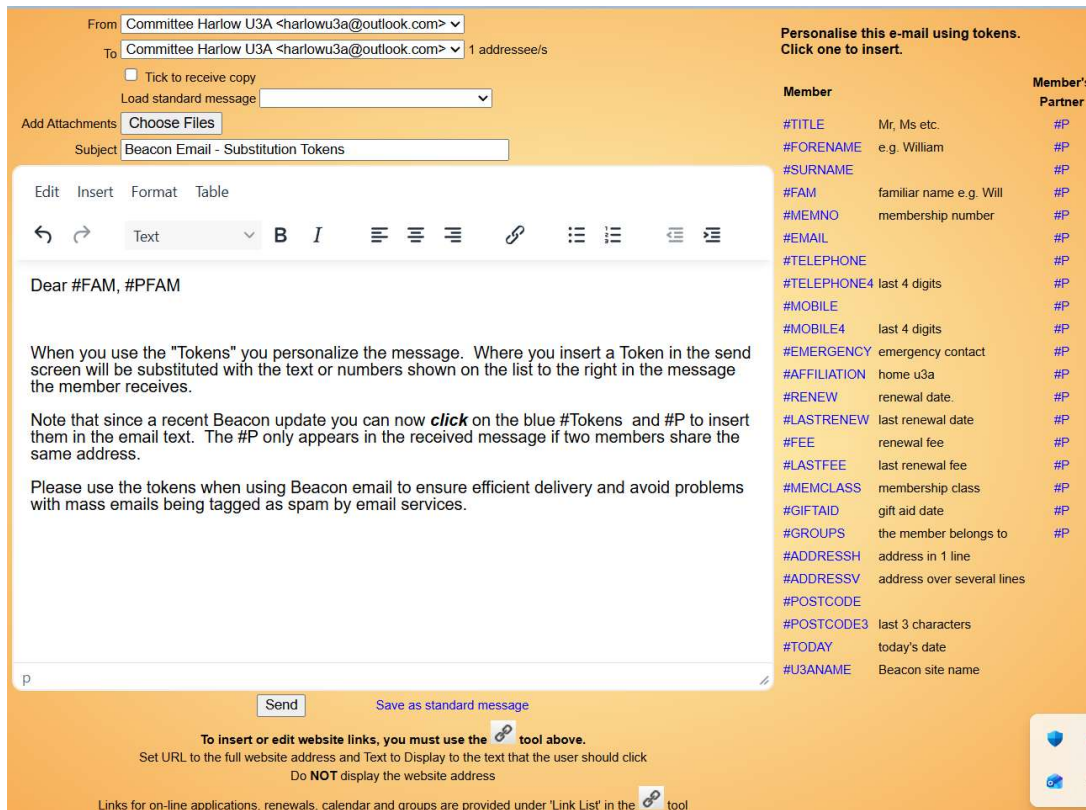 From Committee Harlow U3A <harlowu3a@outlook.com>
To Committee Harlow U3A <harlowu3a@outlook.com> 1 addressee/s
Tick to receive copy
Load standard message
Add Attachments Choose Files
Subject Beacon Email - Substitution Tokens
Edit Insert Format Table
Text B I
Dear #FAM, #PFAM
When you use the "Tokens" you personalize the message. Where you insert a Token in the send
screen will be substituted with the text or numbers shown on the list to the right in the message
the member receives.
Note that since a recent Beacon update you can now click on the blue #Tokens and #P to insert
them in the email text. The #P only appears in the received message if two members share the
same address.
Please use the tokens when using Beacon email to ensure efficient delivery and avoid problems
with mass emails being tagged as spam by email services.
p
Send Save as standard message
To insert or edit website links, you must use the tool above.
Set URL to the full website address and Text to Display to the text that the user should click
Do NOT display the website address
Links for on-line applications, renewals, calendar and groups are provided under 'Link List' in the tool
Personalise this e-mail using tokens.
Click one to insert.
Member Member's
Partner
#TITLE Mr, Ms etc. #P
#FORENAME e.g. William #P
#SURNAME #P
#FAM familiar name e.g. Will #P
#MEMNO membership number #P
#EMAIL #P
#TELEPHONE #P
#TELEPHONE4 last 4 digits #P
#MOBILE #P
#MOBILE4 last 4 digits #P
#EMERGENCY emergency contact #P
#AFFILIATION home u3a #P
#RENEW renewal date. #P
#LASTRENEW last renewal date #P
#FEE renewal fee #P
#LASTFEE last renewal fee #P
#MEMCLASS membership class #P
#GIFTAID gift aid date #P
#GROUPS the member belongs to #P
#ADDRESSH address in 1 line
#ADDRESSV address over several lines
#POSTCODE
#POSTCODE3 last 3 characters
#TODAY today's date
#U3ANAME Beacon site name